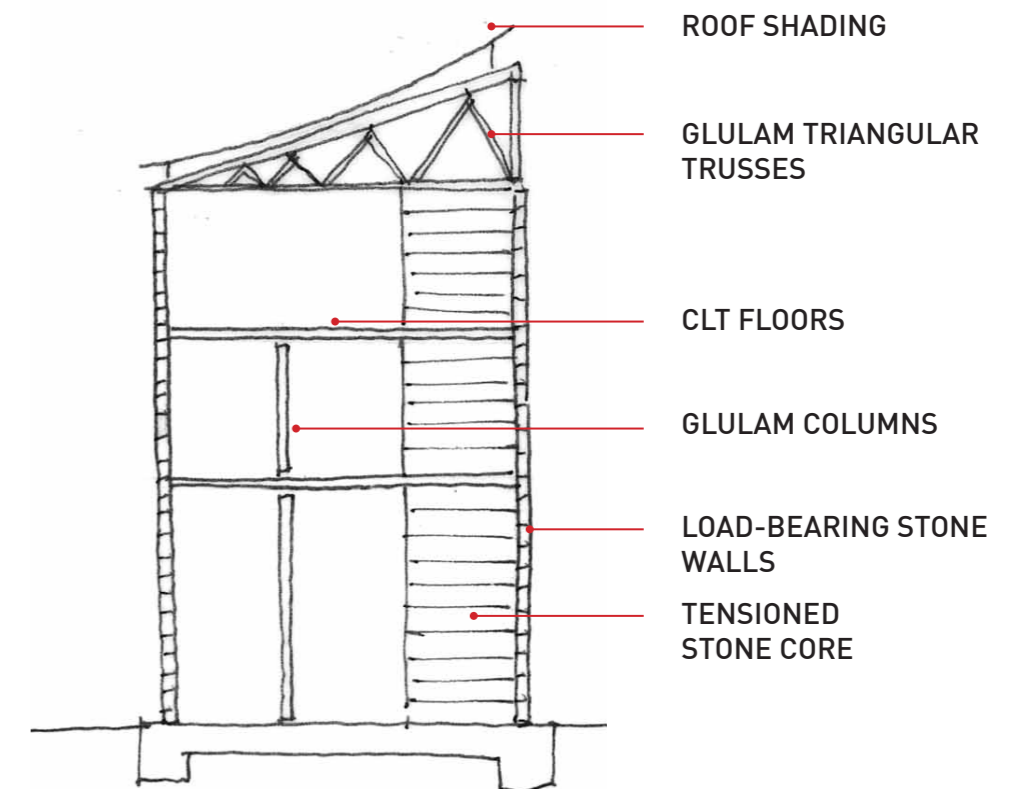 ROOF SHADING
GLULAM TRIANGULAR
TRUSSES
CLT FLOORS
GLULAM COLUMNS
LOAD-BEARING STONE
WALLS
TENSIONED
STONE CORE